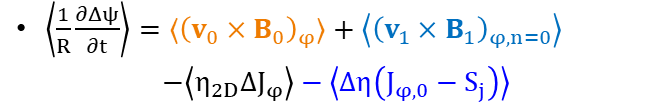 • ⟨1/R ∂Δψ/∂t⟩ = ⟨(v₀ × B₀)_φ⟩ + ⟨(v₁ × B₁)_φ,n=0⟩
−⟨η_2D ΔJ_φ⟩ − ⟨Δη(J_φ,0 − S_j)⟩